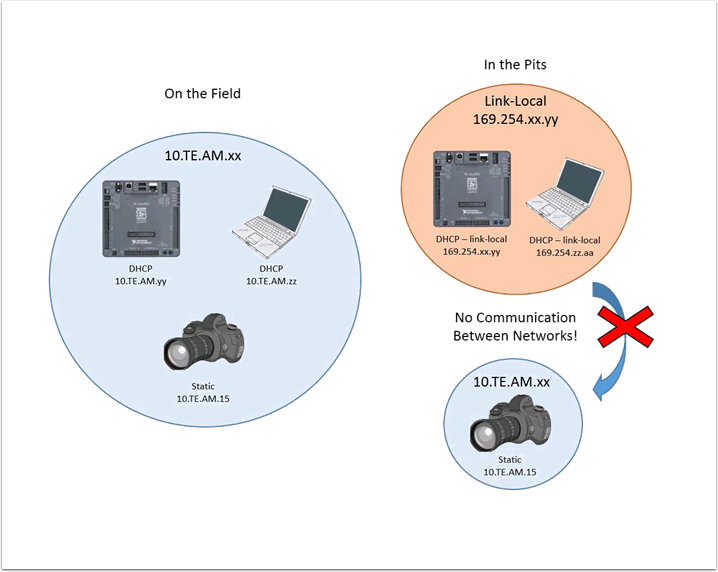 On the Field
10.TE.AM.xx
DHCP
10.TE.AM.yy
DHCP
10.TE.AM.zz
Static
10.TE.AM.15
In the Pits
Link-Local
169.254.xx.yy
DHCP – link-local
169.254.xx.yy
DHCP – link-local
169.254.zz.aa
No Communication
Between Networks!
10.TE.AM.xx
Static
10.TE.AM.15